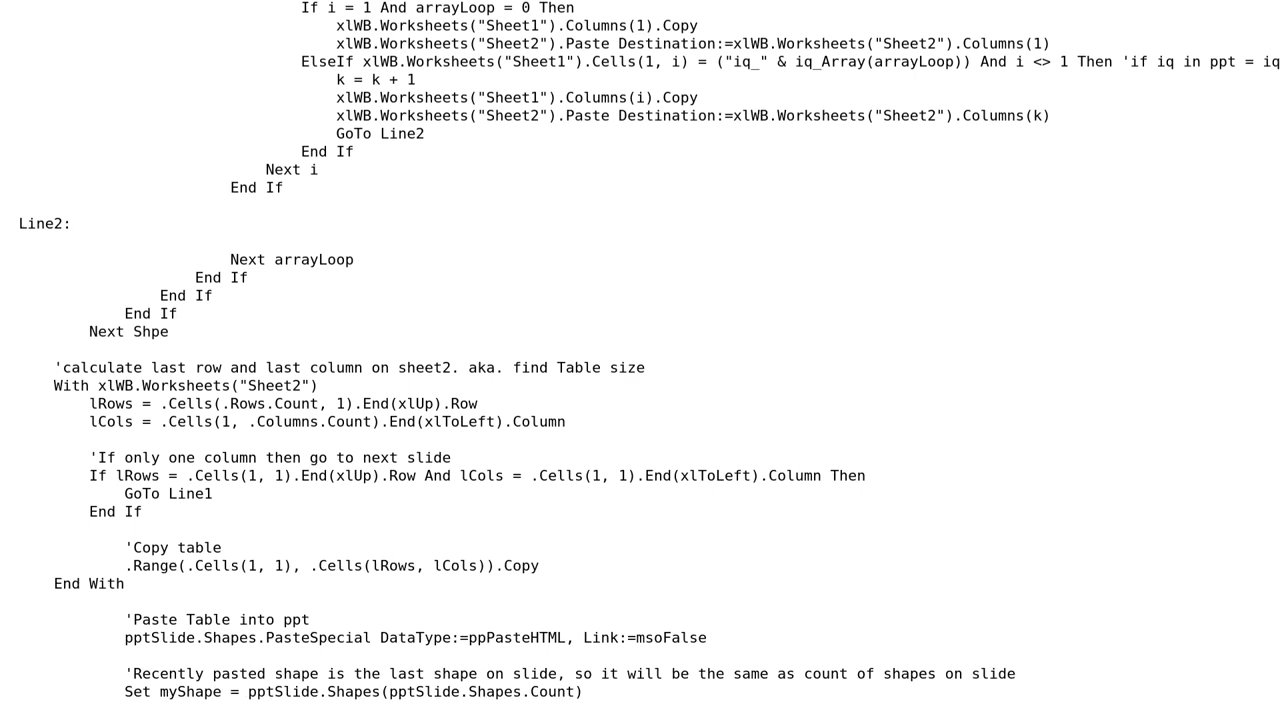 If i = 1 And arrayLoop = 0 Then
xlWB.Worksheets("Sheet1").Columns(1).Copy
xlWB.Worksheets("Sheet2").Paste Destination:=xlWB.Worksheets("Sheet2").Columns(1)
ElseIf xlWB.Worksheets("Sheet1").Cells(1, i) = ("iq_" & iq_Array(arrayLoop)) And i <> 1 Then 'if iq in ppt = iq
k = k + 1
xlWB.Worksheets("Sheet1").Columns(i).Copy
xlWB.Worksheets("Sheet2").Paste Destination:=xlWB.Worksheets("Sheet2").Columns(k)
GoTo Line2
End If
Next i
End If
Line2:
Next arrayLoop
End If
End If
End If
Next Shpe
'calculate last row and last column on sheet2. aka. find Table size
With xlWB.Worksheets("Sheet2")
lRows = .Cells(.Rows.Count, 1).End(xlUp).Row
lCols = .Cells(1, .Columns.Count).End(xlToLeft).Column
'If only one column then go to next slide
If lRows = .Cells(1, 1).End(xlUp).Row And lCols = .Cells(1, 1).End(xlToLeft).Column Then
GoTo Line1
End If
'Copy table
.Range(.Cells(1, 1), .Cells(lRows, lCols)).Copy
End With
'Paste Table into ppt
pptSlide.Shapes.PasteSpecial DataType:=ppPasteHTML, Link:=msoFalse
'Recently pasted shape is the last shape on slide, so it will be the same as count of shapes on slide
Set myShape = pptSlide.Shapes(pptSlide.Shapes.Count)